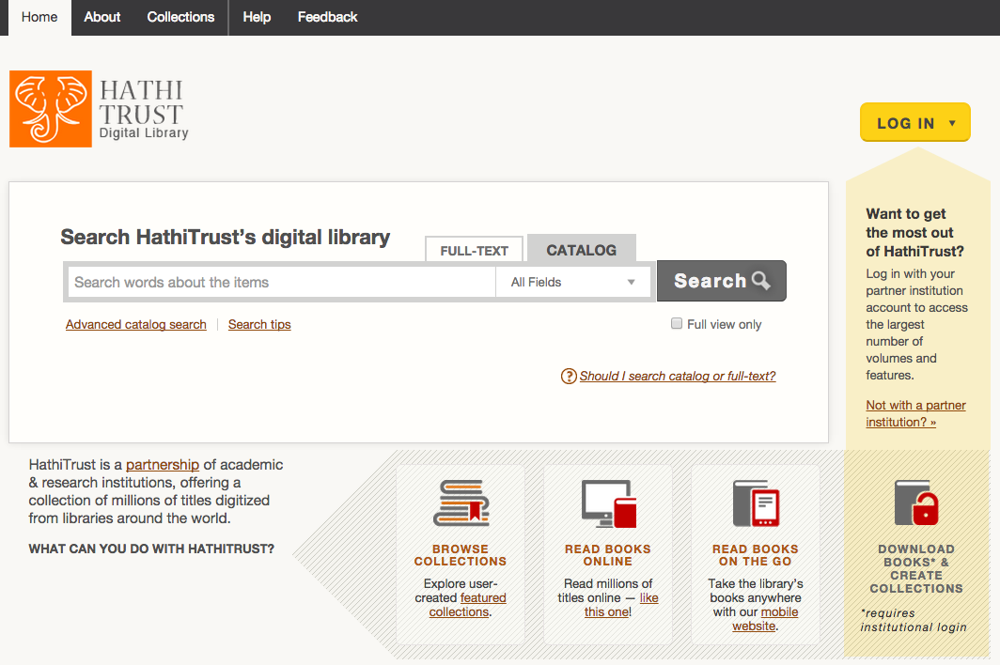 Home About Collections Help Feedback
HATHI
TRUST
Digital Library
LOG IN
Search HathiTrust's digital library
FULL-TEXT CATALOG
Search words about the items All Fields Search
Advanced catalog search Search tips Full view only
? Should I search catalog or full-text?
Want to get
the most out
of HathiTrust?
Log in with your
partner institution
account to access
the largest
number of
volumes and
features.
Not with a partner
institution? »
HathiTrust is a partnership of academic
& research institutions, offering a
collection of millions of titles digitized
from libraries around the world.
WHAT CAN YOU DO WITH HATHITRUST?
BROWSE
COLLECTIONS
Explore user-
created featured
collections.
READ BOOKS
ONLINE
Read millions of
titles online — like
this one!
READ BOOKS
ON THE GO
Take the library's
books anywhere
with our mobile
website.
DOWNLOAD
BOOKS* &
CREATE
COLLECTIONS
*requires
institutional login